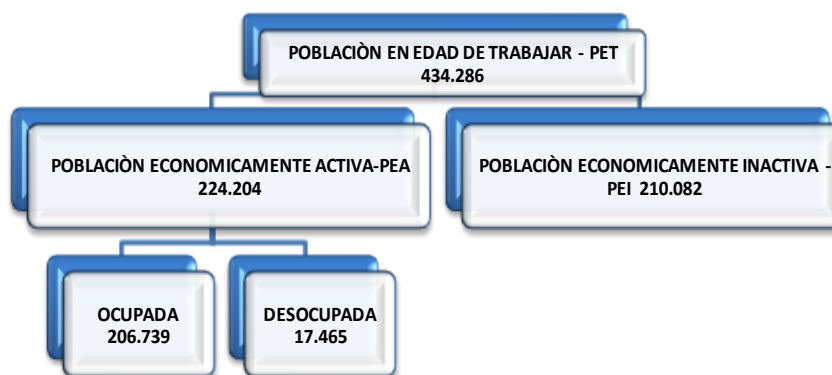 POBLACIÒN EN EDAD DE TRABAJAR - PET
434.286
POBLACIÒN ECONOMICAMENTE ACTIVA-PEA
224.204
POBLACIÒN ECONOMICAMENTE INACTIVA -
PEI 210.082
OCUPADA
206.739
DESOCUPADA
17.465